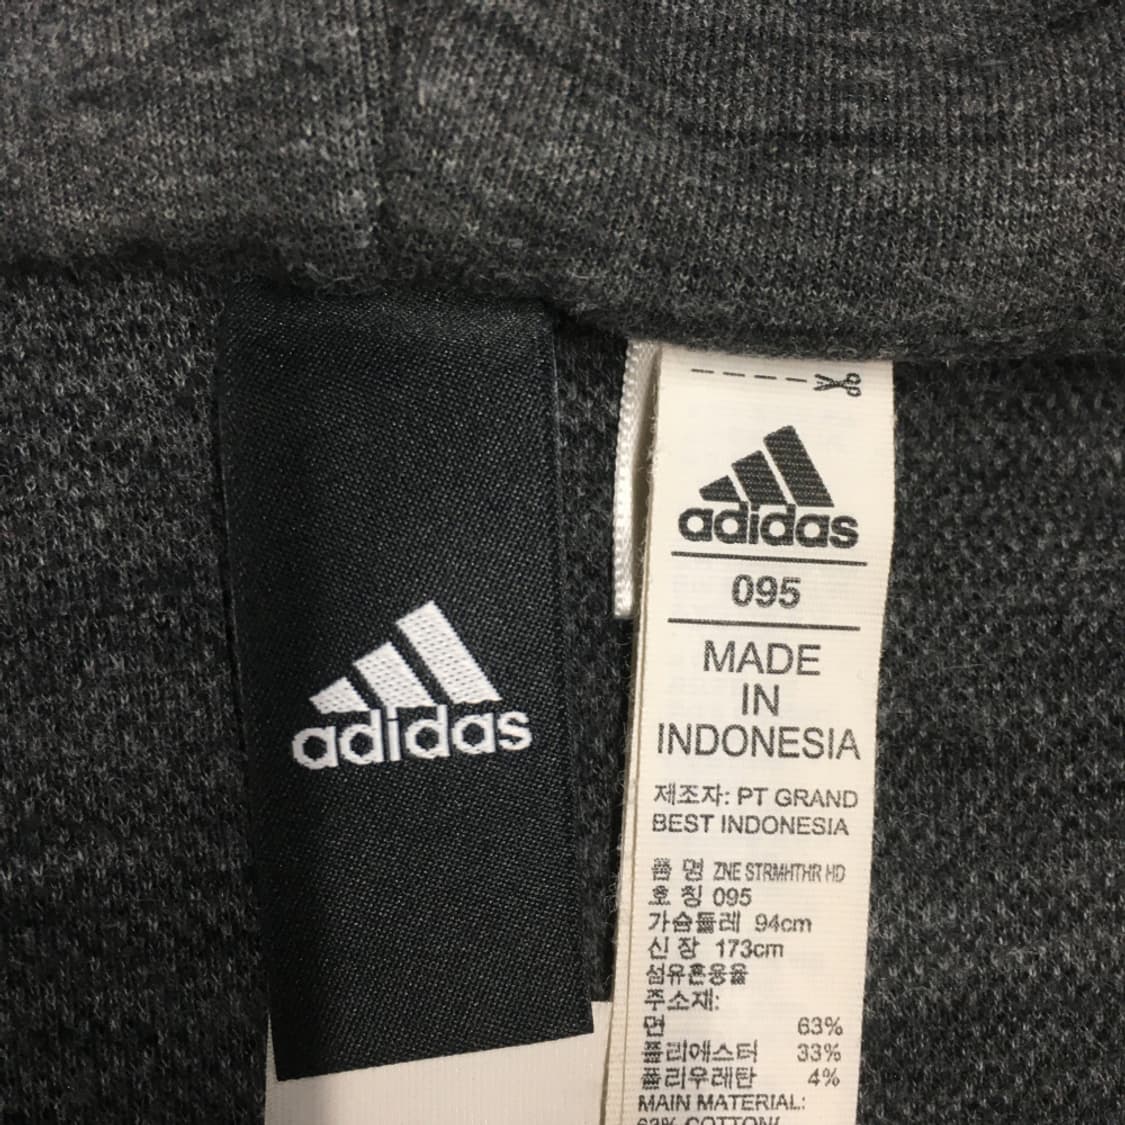 adidas
adidas
095
MADE
IN
INDONESIA
제조자: PT GRAND
BEST INDONESIA
품 명 ZNE STRMHTHR HD
호 칭 095
가슴둘레 94cm
신 장 173cm
섬유혼용율
주소재:
면 63%
폴리에스터 33%
폴리우레탄 4%
MAIN MATERIAL:
63% COTTON/